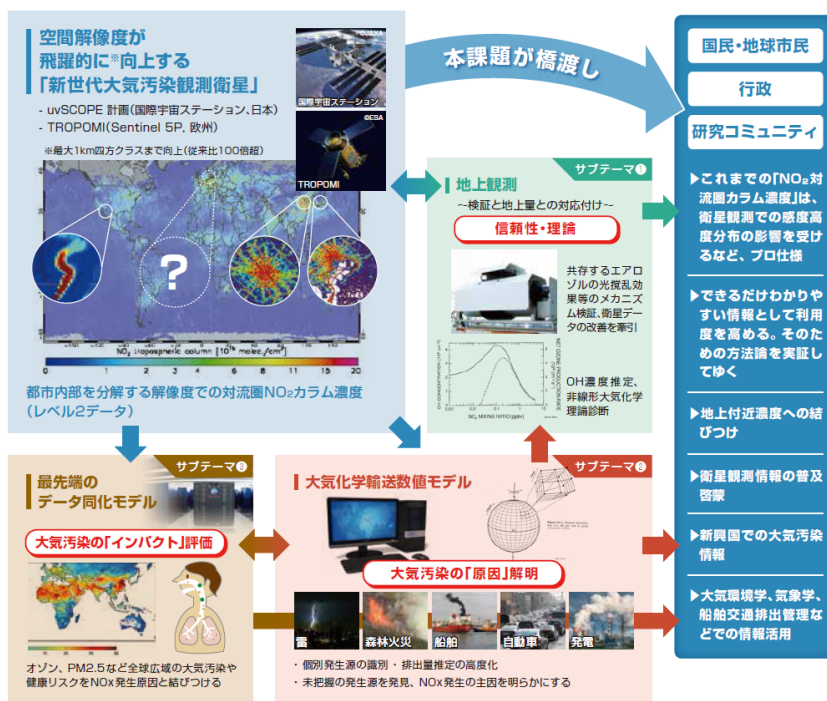 空間解像度が
飛躍的に※向上する
「新世代大気汚染観測衛星」
- uvSCOPE 計画(国際宇宙ステーション、日本)
- TROPOMI(Sentinel 5P, 欧州)
※最大1km四方クラスまで向上(従来比100倍超)
©JAXA
国際宇宙ステーション
©ESA
TROPOMI
?
NO₂ tropospheric column [10¹⁵ molec./cm²]
0 1 2 3 4 6 8 11 15 20
都市内部を分解する解像度での対流圏NO₂カラム濃度
(レベル2データ)
本課題が橋渡し
サブテーマ❶
地上観測
〜検証と地上量との対応付け〜
信頼性・理論
共存するエアロ
ゾルの光撹乱効
果等のメカニズ
ム検証、衛星デー
タの改善を牽引
NOₓ MIXING RATIO (ppbv)
OH濃度推定、
非線形大気化学
理論診断
サブテーマ❸
最先端の
データ同化モデル
大気汚染の「インパクト」評価
オゾン、PM2.5など全球広域の大気汚染や
健康リスクをNOx発生原因と結びつける
サブテーマ❷
大気化学輸送数値モデル
大気汚染の「原因」解明
雷
森林火災
船舶
自動車
発電
・個別発生源の識別・排出量推定の高度化
・未把握の発生源を発見、NOx発生の主因を明らかにする
国民・地球市民
行政
研究コミュニティ
▶これまでの「NO₂対
流圏カラム濃度」は、
衛星観測での感度高
度分布の影響を受け
るなど、プロ仕様
▶できるだけわかりや
すい情報として利用
度を高める。そのた
めの方法論を実証し
てゆく
▶地上付近濃度への結
びつけ
▶衛星観測情報の普及
啓蒙
▶新興国での大気汚染
情報
▶大気環境学、気象学、
船舶交通排出管理な
どでの情報活用